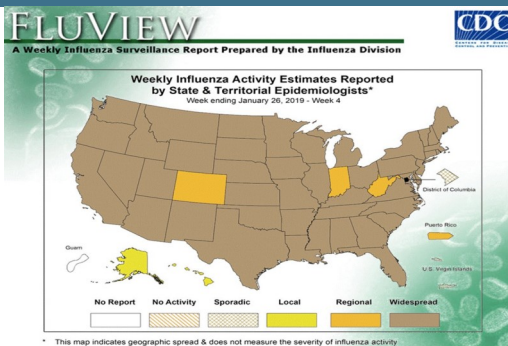 FLUVIEW
CDC
A Weekly Influenza Surveillance Report Prepared by the Influenza Division
Weekly Influenza Activity Estimates Reported
by State & Territorial Epidemiologists*
Week ending January 26, 2019 - Week 4
District of Columbia
Puerto Rico
Guam
U.S. Virgin Islands
No Report
No Activity
Sporadic
Local
Regional
Widespread
* This map indicates geographic spread & does not measure the severity of influenza activity